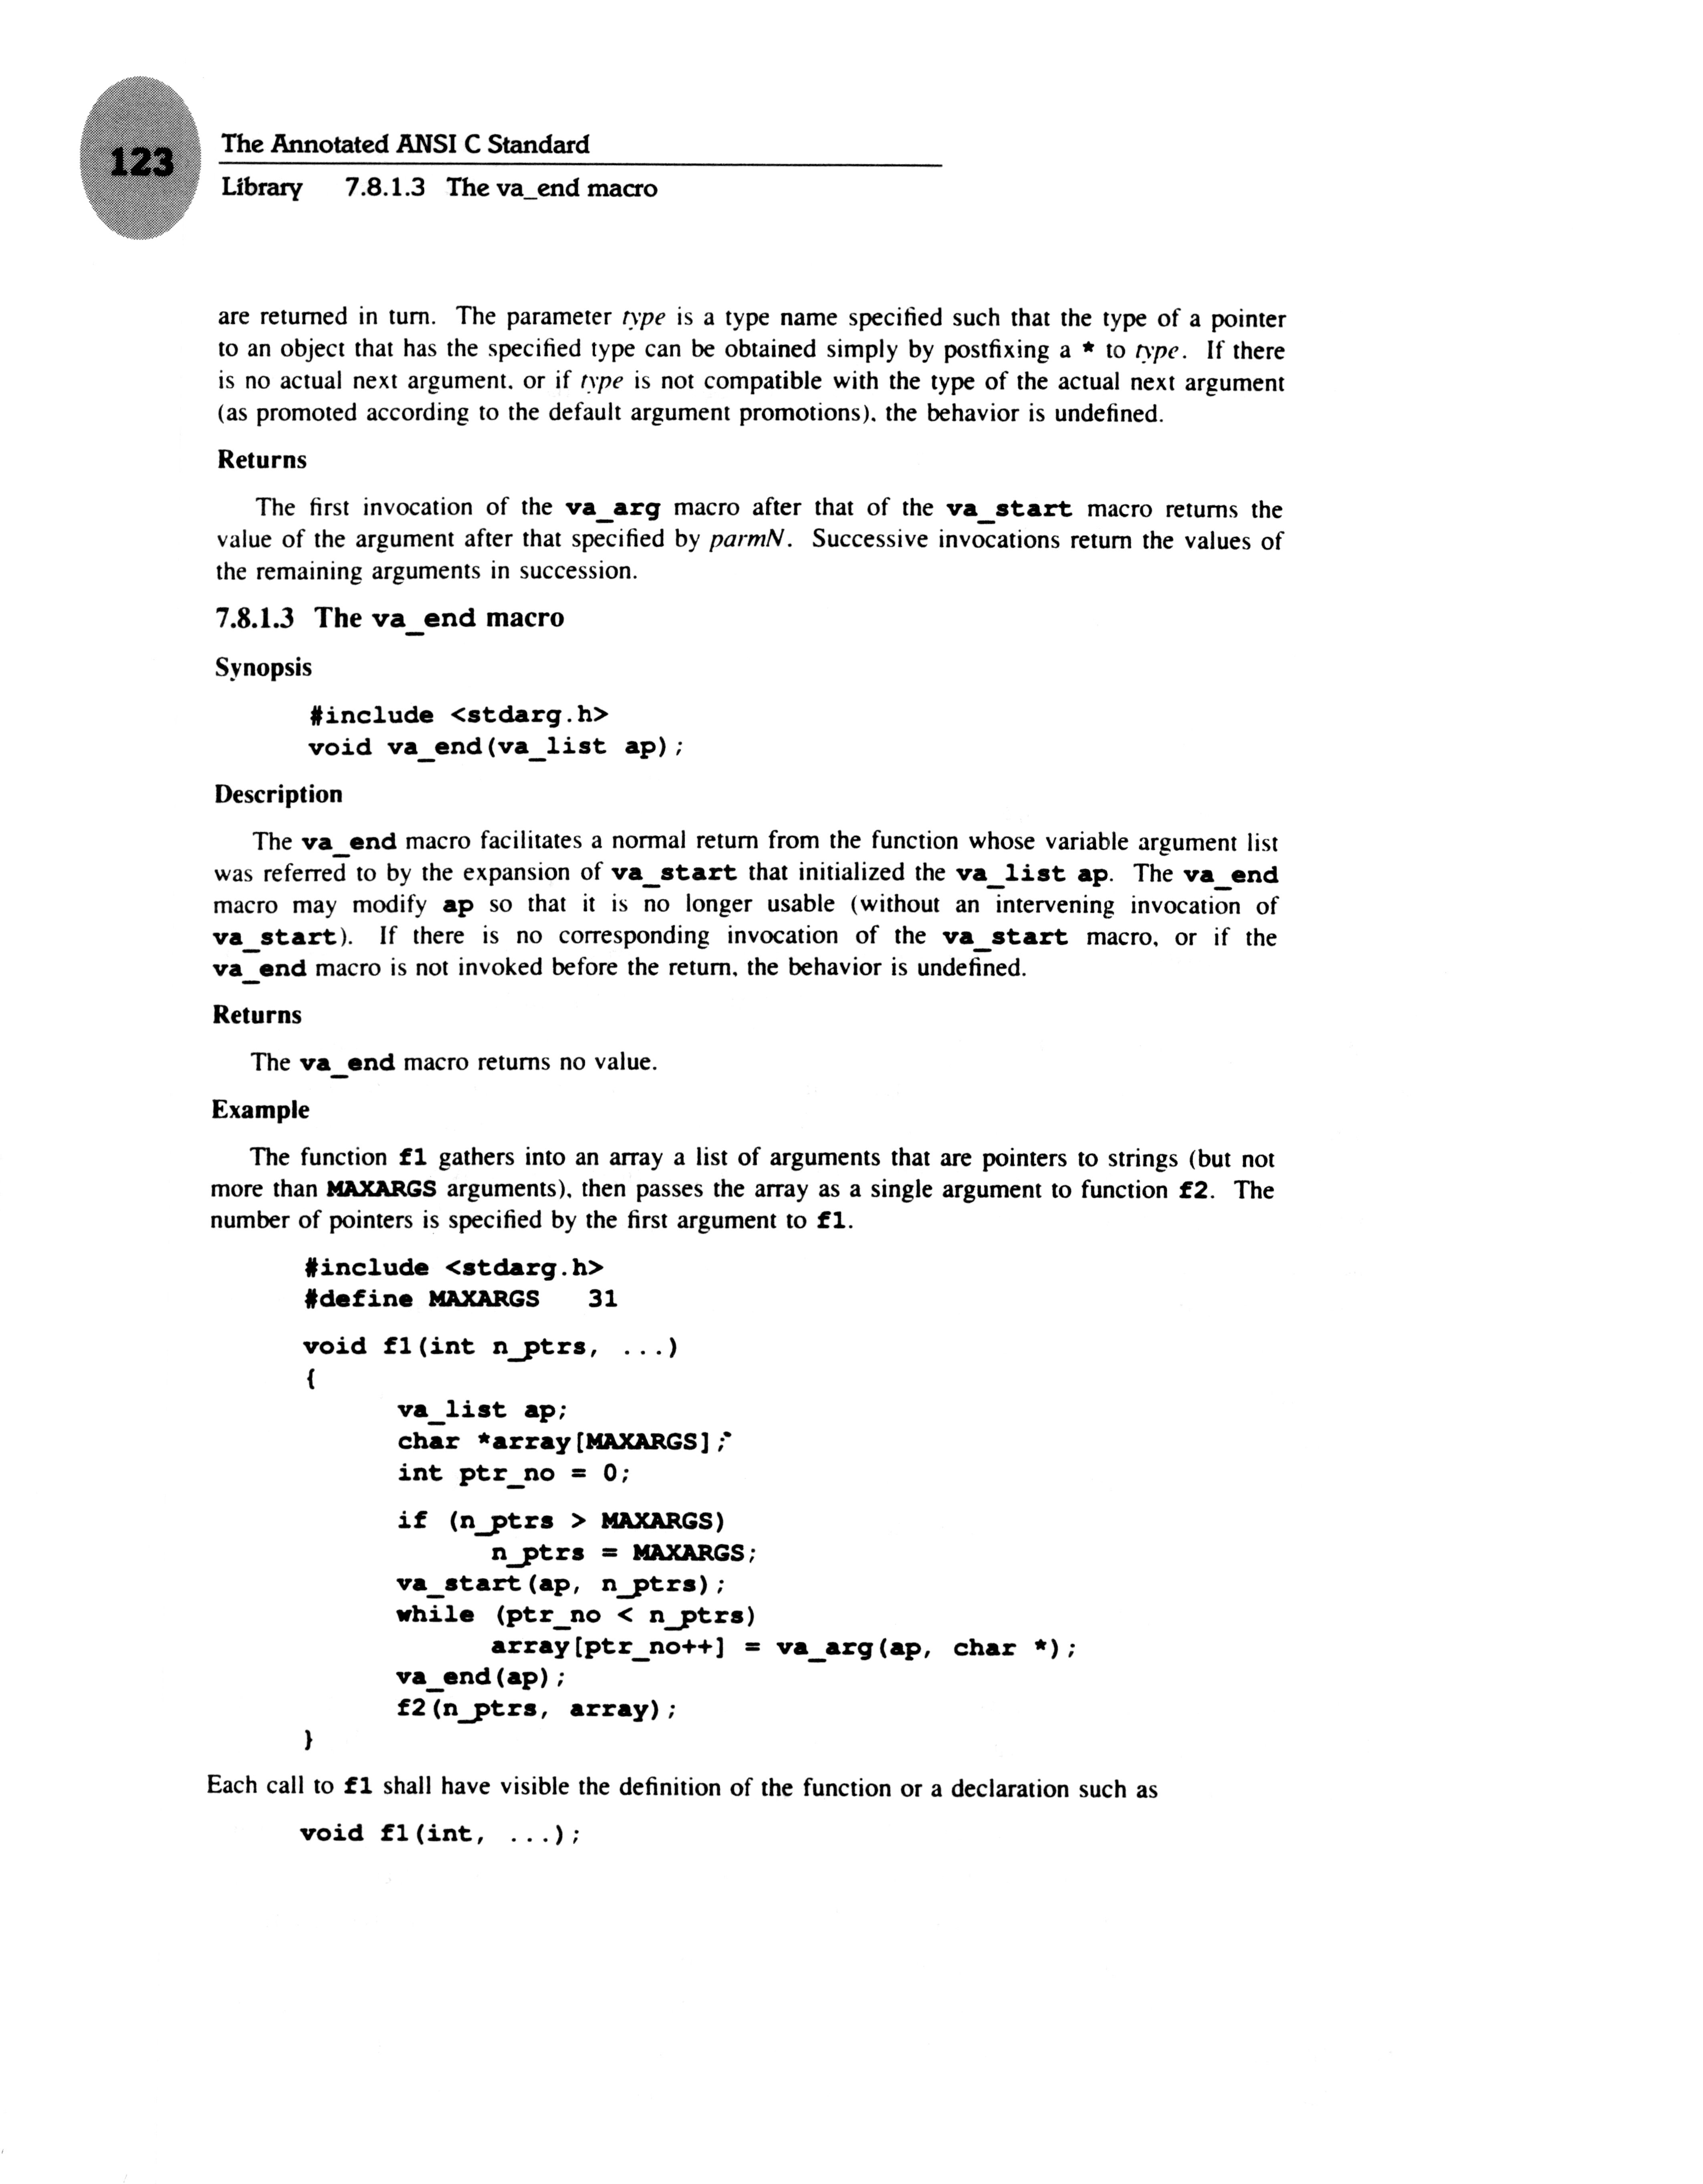 123
The Annotated ANSI C Standard
Library 7.8.1.3 The va_end macro
are returned in turn. The parameter type is a type name specified such that the type of a pointer
to an object that has the specified type can be obtained simply by postfixing a * to type. If there
is no actual next argument, or if type is not compatible with the type of the actual next argument
(as promoted according to the default argument promotions), the behavior is undefined.
Returns
The first invocation of the va_arg macro after that of the va_start macro returns the
value of the argument after that specified by parmN. Successive invocations return the values of
the remaining arguments in succession.
7.8.1.3 The va_end macro
Synopsis
#include <stdarg.h>
void va_end(va_list ap);
Description
The va_end macro facilitates a normal return from the function whose variable argument list
was referred to by the expansion of va_start that initialized the va_list ap. The va_end
macro may modify ap so that it is no longer usable (without an intervening invocation of
va_start). If there is no corresponding invocation of the va_start macro, or if the
va_end macro is not invoked before the return, the behavior is undefined.
Returns
The va_end macro returns no value.
Example
The function f1 gathers into an array a list of arguments that are pointers to strings (but not
more than MAXARGS arguments), then passes the array as a single argument to function f2. The
number of pointers is specified by the first argument to f1.
#include <stdarg.h>
#define MAXARGS 31
void f1(int n_ptrs, ...)
{
va_list ap;
char *array[MAXARGS];
int ptr_no = 0;
if (n_ptrs > MAXARGS)
n_ptrs = MAXARGS;
va_start(ap, n_ptrs);
while (ptr_no < n_ptrs)
array[ptr_no++] = va_arg(ap, char *);
va_end(ap);
f2(n_ptrs, array);
}
Each call to f1 shall have visible the definition of the function or a declaration such as
void f1(int, ...);